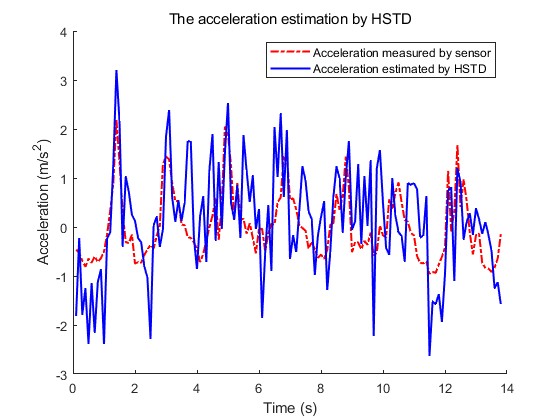 The acceleration estimation by HSTD
Acceleration measured by sensor
Acceleration estimated by HSTD
Acceleration (m/s²)
4
3
2
1
0
-1
-2
-3
0 2 4 6 8 10 12 14
Time (s)